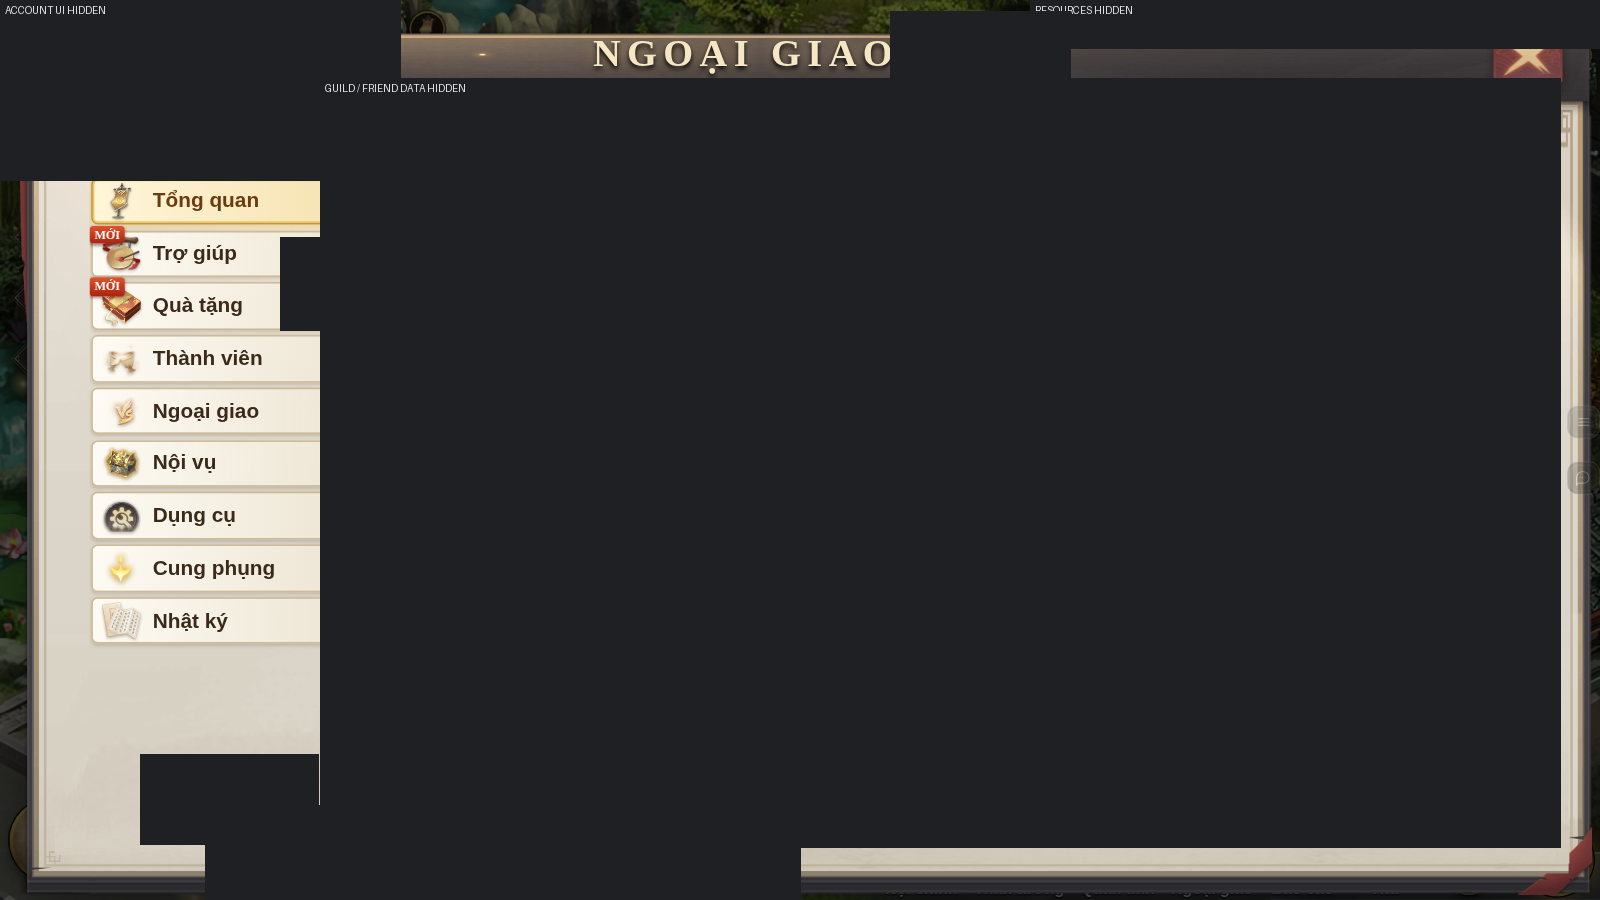 ACCOUNT UI HIDDEN
RESOURCES HIDDEN
NGOẠI GIAO
GUILD / FRIEND DATA HIDDEN
Tổng quan
MỚI
Trợ giúp
MỚI
Quà tặng
Thành viên
Ngoại giao
Nội vụ
Dụng cụ
Cung phụng
Nhật ký